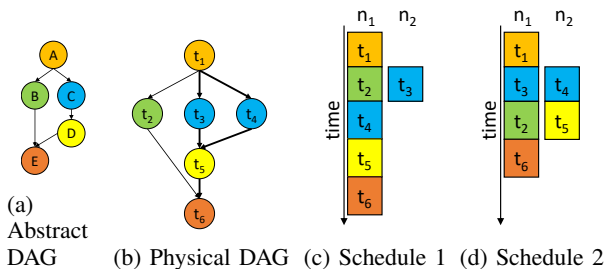 A
B
C
D
E
(a)
Abstract
DAG
t1
t2
t3
t4
t5
t6
(b) Physical DAG
n1 n2
time
t1
t2 t3
t4
t5
t6
(c) Schedule 1
n1 n2
time
t1
t3 t4
t2 t5
t6
(d) Schedule 2